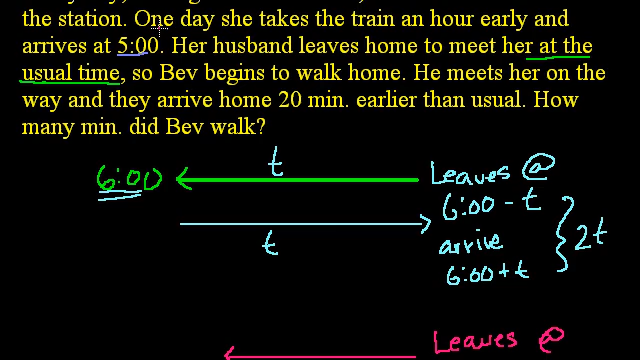 the station. One day she takes the train an hour early and
arrives at 5:00. Her husband leaves home to meet her at the
usual time, so Bev begins to walk home. He meets her on the
way and they arrive home 20 min. earlier than usual. How
many min. did Bev walk?
t
6:00
Leaves @
6:00 - t
t
arrive
6:00 + t
2t
Leaves @